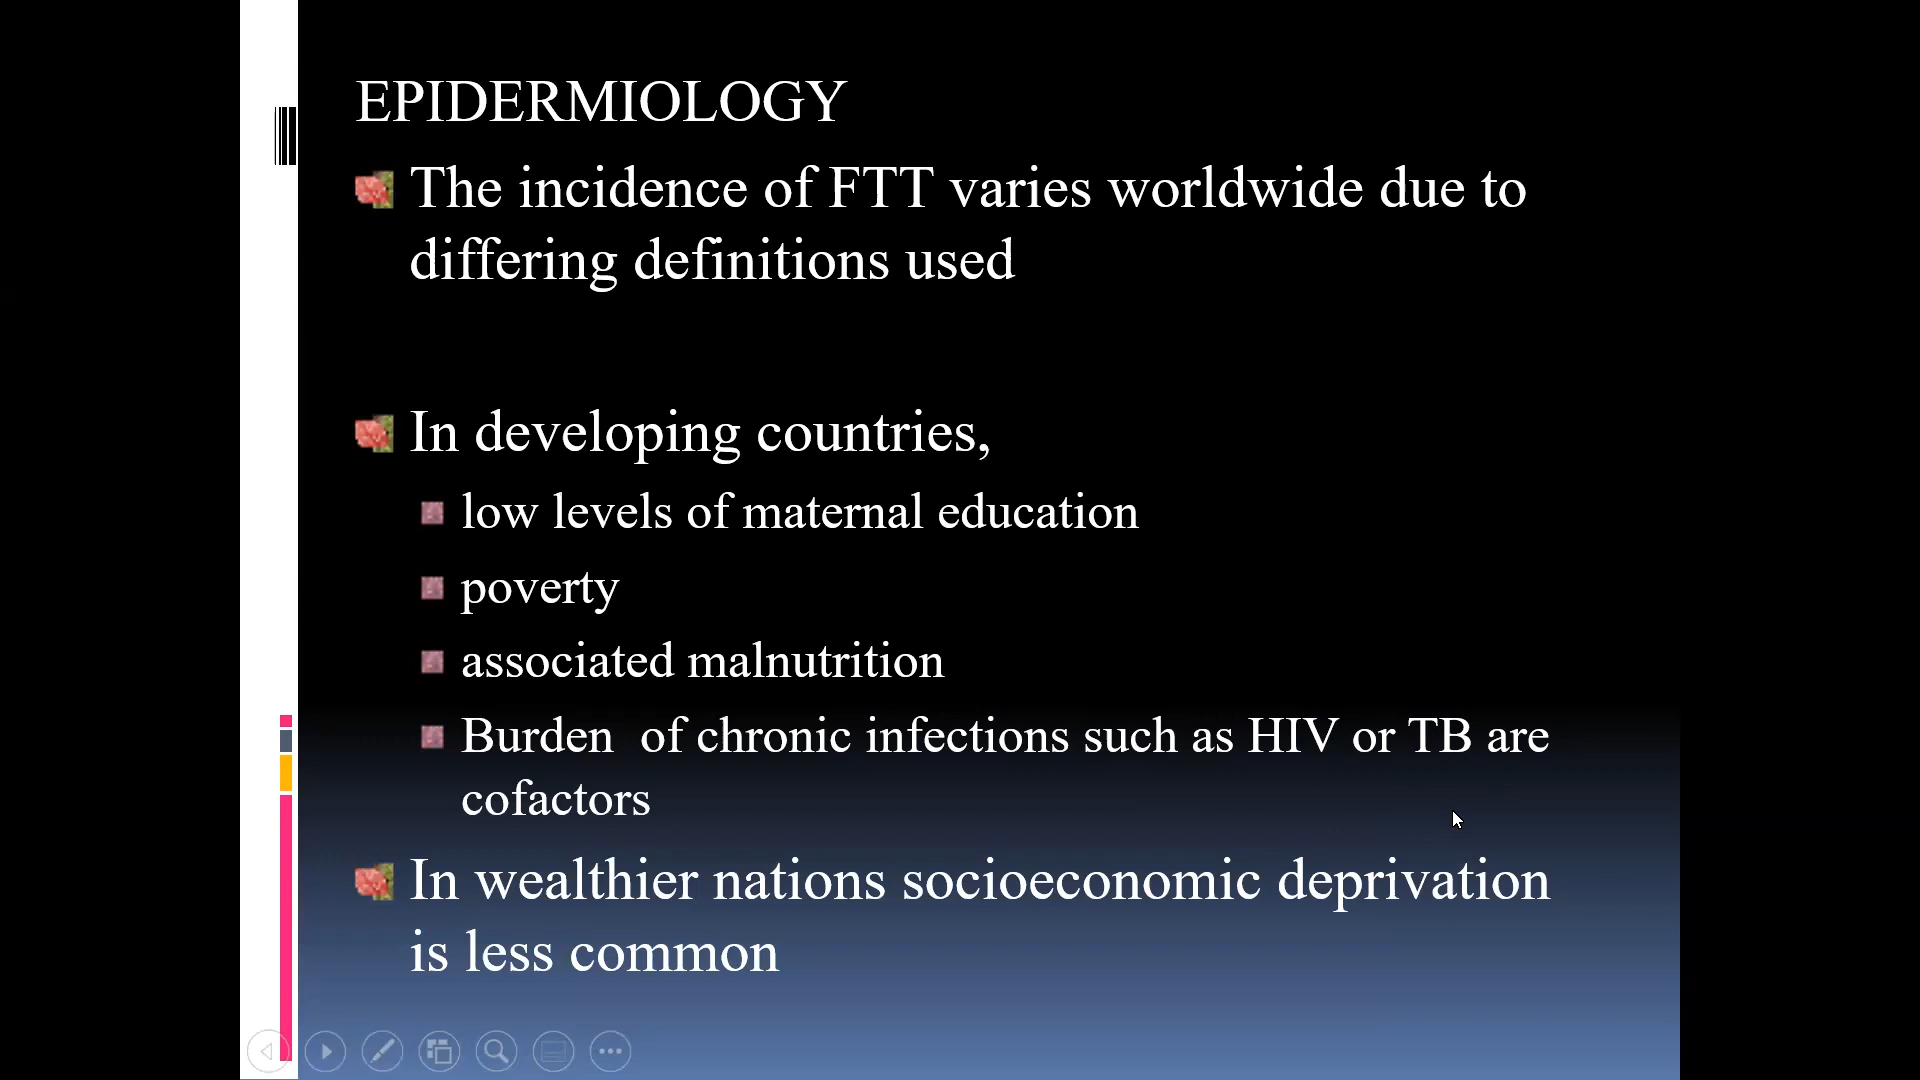 EPIDERMIOLOGY
The incidence of FTT varies worldwide due to
differing definitions used
In developing countries,
low levels of maternal education
poverty
associated malnutrition
Burden  of chronic infections such as HIV or TB are
cofactors
In wealthier nations socioeconomic deprivation
is less common